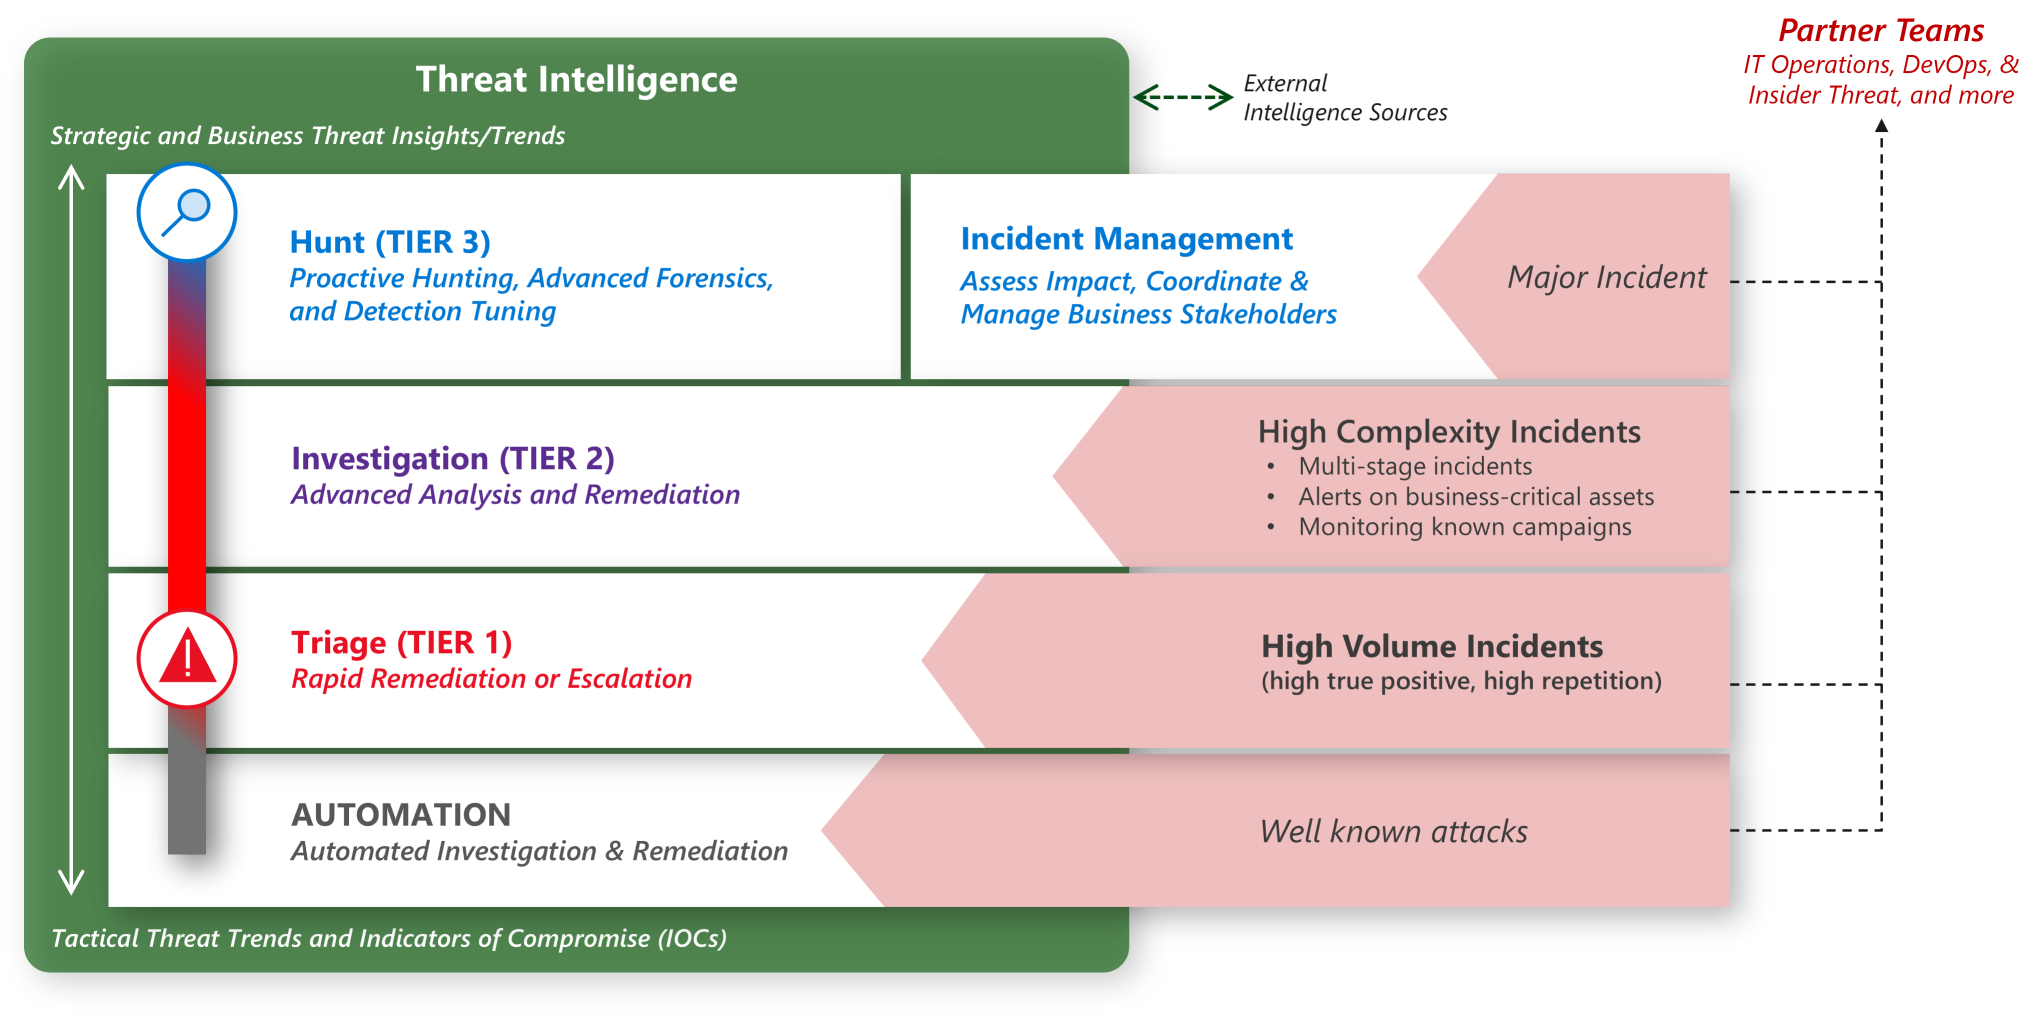 Threat Intelligence
Strategic and Business Threat Insights/Trends
External
Intelligence Sources
Partner Teams
IT Operations, DevOps, &
Insider Threat, and more
Hunt (TIER 3)
Proactive Hunting, Advanced Forensics,
and Detection Tuning
Incident Management
Assess Impact, Coordinate &
Manage Business Stakeholders
Major Incident
Investigation (TIER 2)
Advanced Analysis and Remediation
High Complexity Incidents
• Multi-stage incidents
• Alerts on business-critical assets
• Monitoring known campaigns
Triage (TIER 1)
Rapid Remediation or Escalation
High Volume Incidents
(high true positive, high repetition)
AUTOMATION
Automated Investigation & Remediation
Well known attacks
Tactical Threat Trends and Indicators of Compromise (IOCs)